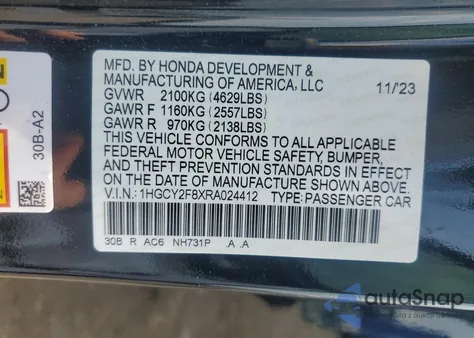 MFD. BY HONDA DEVELOPMENT &
MANUFACTURING OF AMERICA, LLC 11/23
GVWR 2100KG (4629LBS)
GAWR F 1160KG (2557LBS)
GAWR R 970KG (2138LBS)
THIS VEHICLE CONFORMS TO ALL APPLICABLE
FEDERAL MOTOR VEHICLE SAFETY, BUMPER,
AND THEFT PREVENTION STANDARDS IN EFFECT
ON THE DATE OF MANUFACTURE SHOWN ABOVE.
V.I.N.: 1HGCY2F8XRA024412 TYPE: PASSENGER CAR
30B R AC6 NH731P .A .A
30B-A2
autoSnap